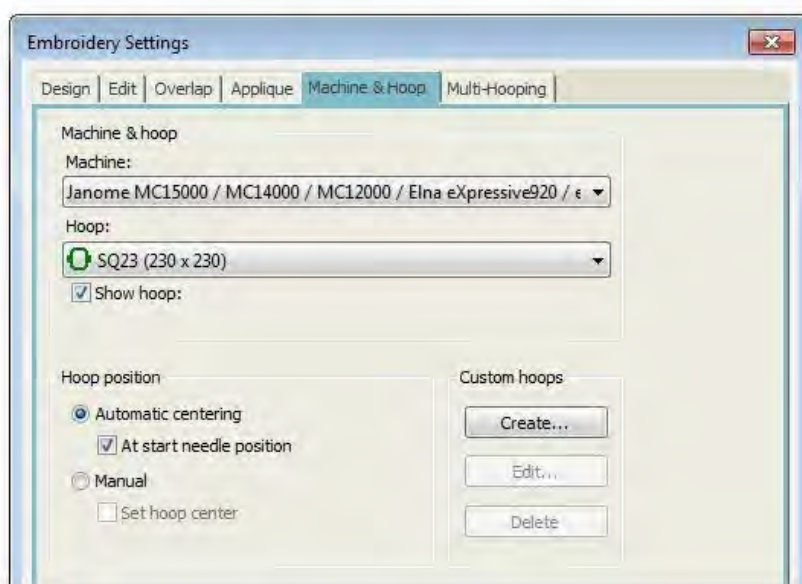 Embroidery Settings
Design Edit Overlap Applique Machine & Hoop Multi-Hooping
Machine & hoop
Machine:
Janome MC15000 / MC14000 / MC12000 / Elna eXpressive920 / e
Hoop:
SQ23 (230 x 230)
Show hoop:
Hoop position
Automatic centering
At start needle position
Manual
Set hoop center
Custom hoops
Create...
Edit...
Delete